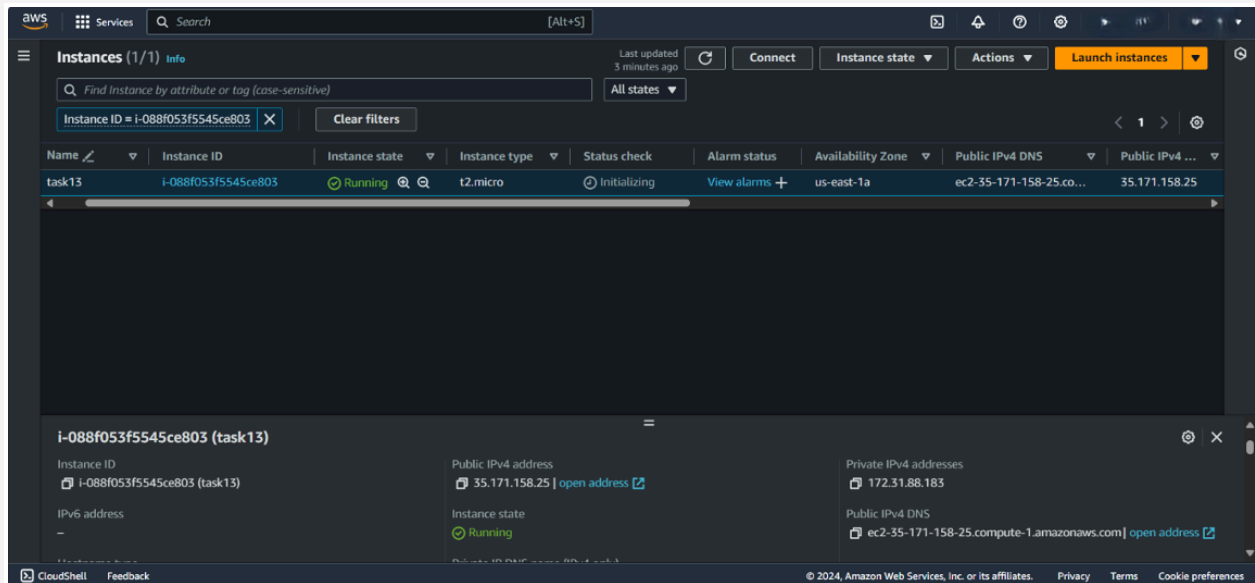 aws Services Search [Alt+S]
Instances (1/1) Info Last updated 3 minutes ago Connect Instance state Actions Launch instances
Find Instance by attribute or tag (case-sensitive) All states
Instance ID = i-088f053f5545ce803 Clear filters 1
Name Instance ID Instance state Instance type Status check Alarm status Availability Zone Public IPv4 DNS Public IPv4 ...
task13 i-088f053f5545ce803 Running t2.micro Initializing View alarms + us-east-1a ec2-35-171-158-25.co... 35.171.158.25
i-088f053f5545ce803 (task13)
Instance ID Public IPv4 address Private IPv4 addresses
i-088f053f5545ce803 (task13) 35.171.158.25 | open address 172.31.88.183
IPv6 address Instance state Public IPv4 DNS
– Running ec2-35-171-158-25.compute-1.amazonaws.com | open address
CloudShell Feedback © 2024, Amazon Web Services, Inc. or its affiliates. Privacy Terms Cookie preferences